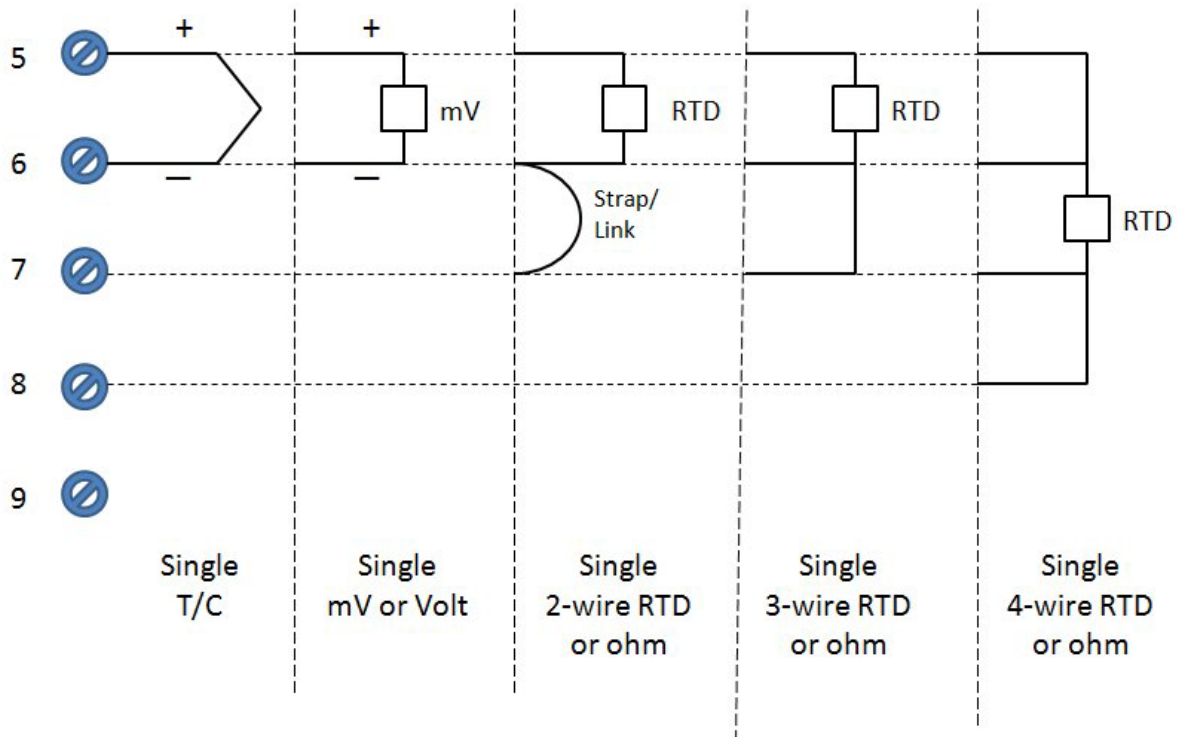 5
+
+
mV
RTD
RTD
6
−
−
Strap/
Link
RTD
7
8
9
Single
T/C
Single
mV or Volt
Single
2-wire RTD
or ohm
Single
3-wire RTD
or ohm
Single
4-wire RTD
or ohm